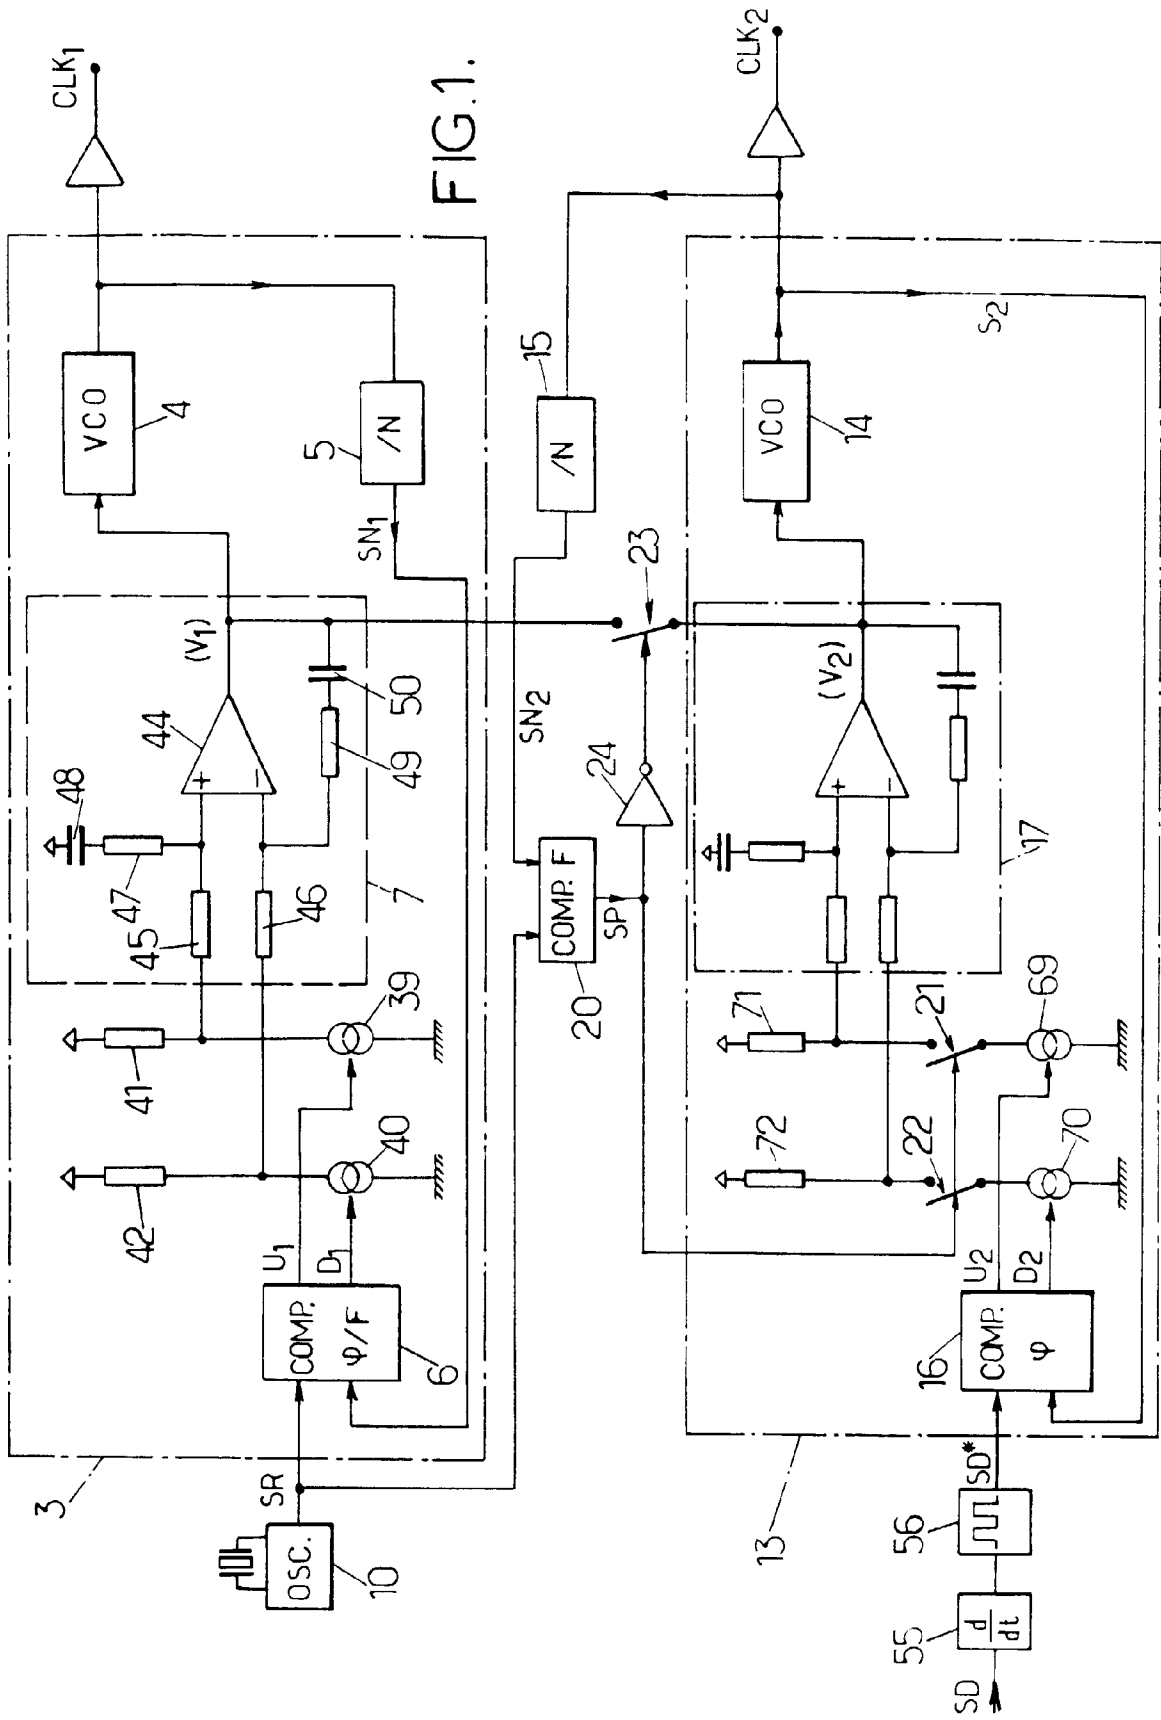 FIG.1.
3
SR
OSC.
10
COMP.
φ/F
6
U1
D1
42
41
40
39
45
46
47
48
44
+
−
49
50
7
(V1)
VCO
4
/N
5
SN1
CLK1
COMP. F
20
SP
24
23
SN2
/N
15
13
SD
d
dt
55
56
SD*
COMP.
φ
16
U2
D2
72
71
22
21
70
69
+
−
17
(V2)
VCO
14
S2
CLK2